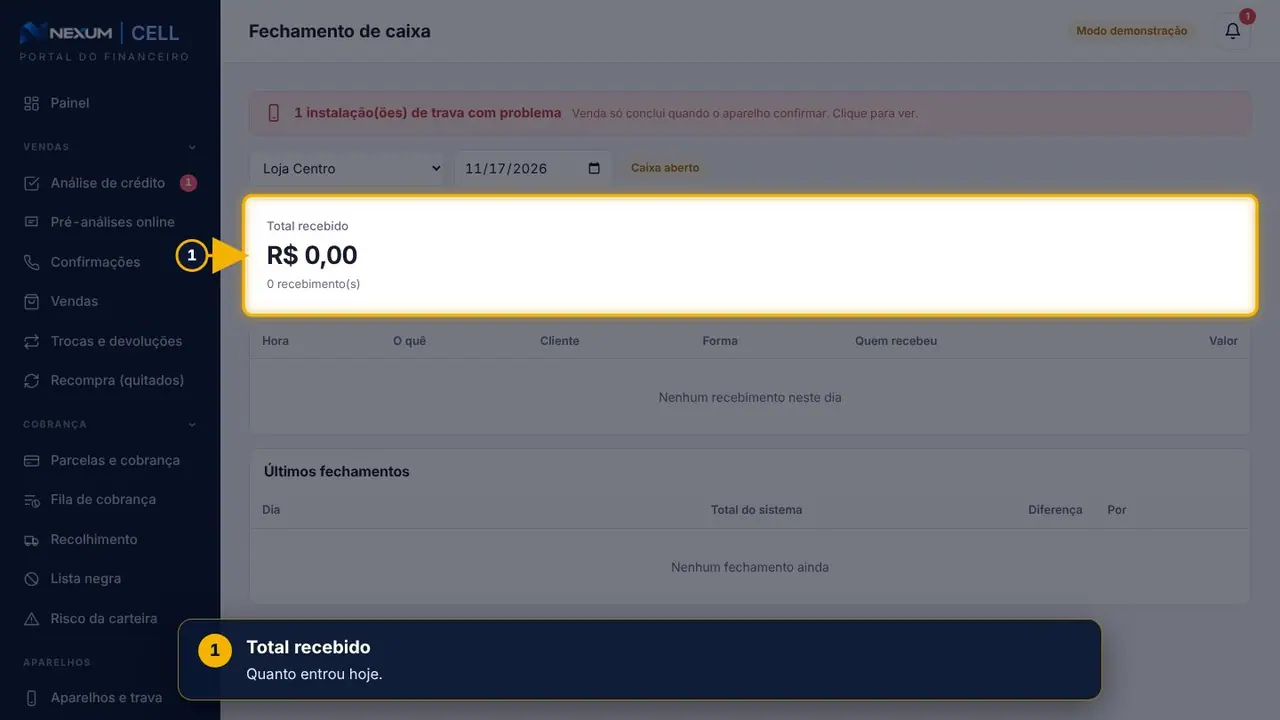 NEXUM | CELL
PORTAL DO FINANCEIRO
Painel
VENDAS
Análise de crédito 1
Pré-análises online
Confirmações
Vendas
Trocas e devoluções
Recompra (quitados)
COBRANÇA
Parcelas e cobrança
Fila de cobrança
Recolhimento
Lista negra
Risco da carteira
APARELHOS
Aparelhos e trava
Fechamento de caixa
Modo demonstração
1
1 instalação(ões) de trava com problema Venda só conclui quando o aparelho confirmar. Clique para ver.
Loja Centro 11/17/2026 Caixa aberto
1
Total recebido
R$ 0,00
0 recebimento(s)
Hora O quê Cliente Forma Quem recebeu Valor
Nenhum recebimento neste dia
Últimos fechamentos
Dia Total do sistema Diferença Por
Nenhum fechamento ainda
1 Total recebido
Quanto entrou hoje.